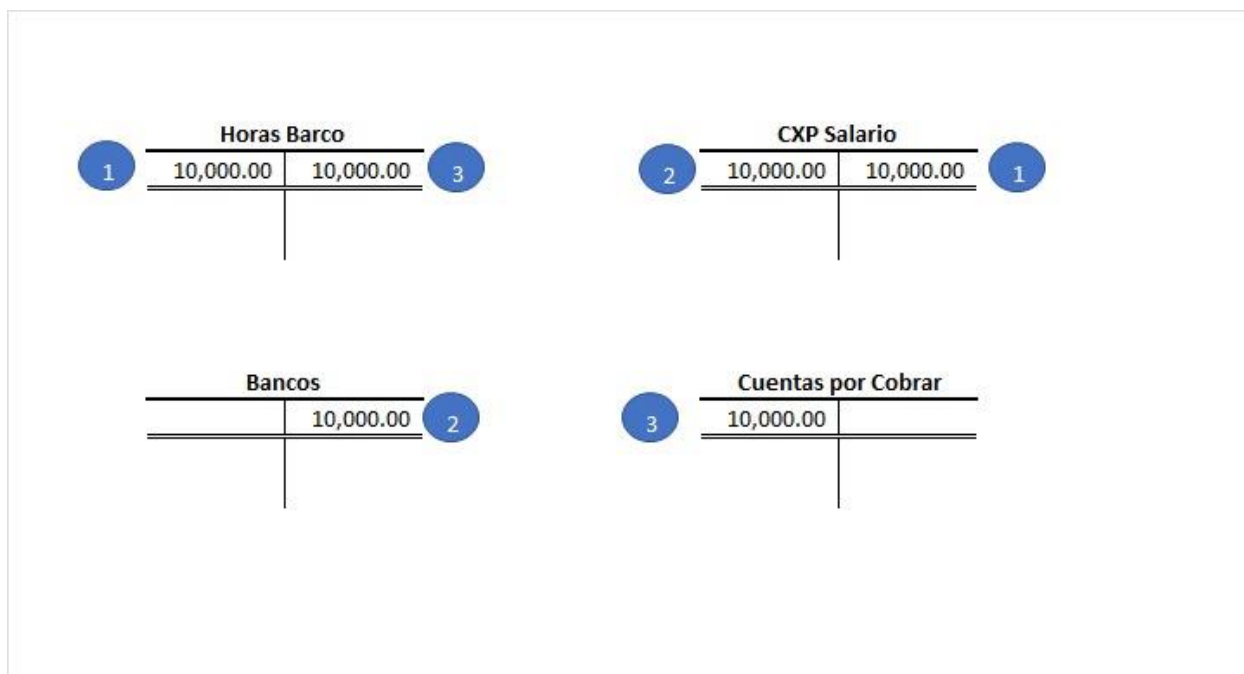 Horas Barco
1 10,000.00 10,000.00 3
CXP Salario
2 10,000.00 10,000.00 1
Bancos
10,000.00 2
Cuentas por Cobrar
3 10,000.00